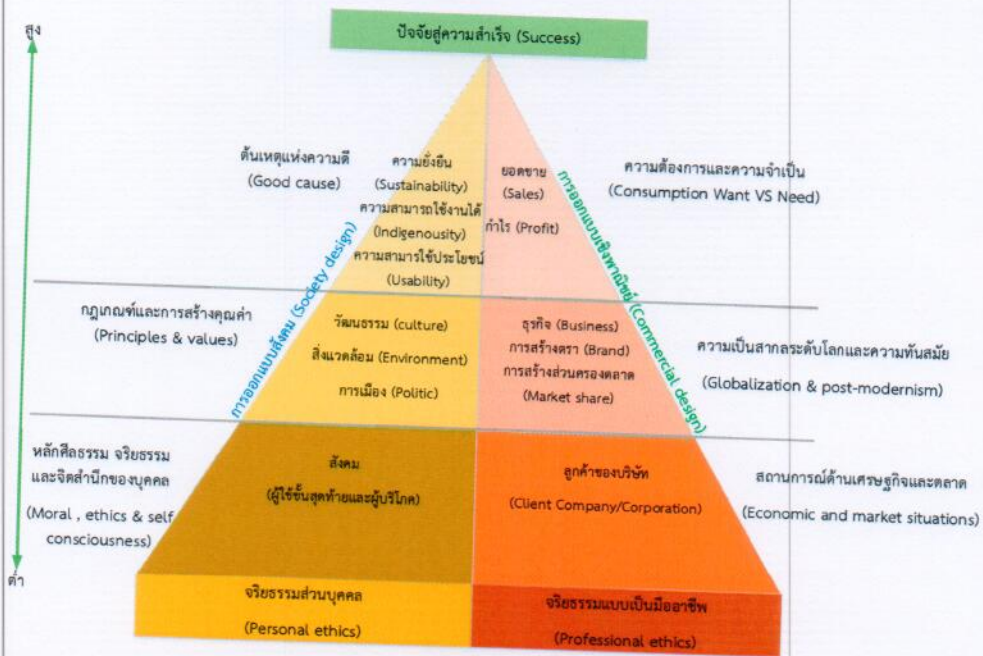 สูง
ปัจจัยสู่ความสำเร็จ (Success)
ต้นเหตุแห่งความดี
(Good cause)
ความยั่งยืน
(Sustainability)
ความสามารถใช้งานได้
(Indigenousity)
ความสามารใช้ประโยชน์
(Usability)
ยอดขาย
(Sales)
กำไร (Profit)
ความต้องการและความจำเป็น
(Consumption Want VS Need)
การออกแบบสังคม (Society design)
การออกแบบเชิงพาณิชย์ (Commercial design)
กฎเกณฑ์และการสร้างคุณค่า
(Principles & values)
วัฒนธรรม (culture)
สิ่งแวดล้อม (Environment)
การเมือง (Politic)
ธุรกิจ (Business)
การสร้างตรา (Brand)
การสร้างส่วนครองตลาด
(Market share)
ความเป็นสากลระดับโลกและความทันสมัย
(Globalization & post-modernism)
หลักศีลธรรม จริยธรรม
และจิตสำนึกของบุคคล
(Moral , ethics & self
consciousness)
สังคม
(ผู้ใช้ขั้นสุดท้ายและผู้บริโภค)
ลูกค้าของบริษัท
(Client Company/Corporation)
สถานการณ์ด้านเศรษฐกิจและตลาด
(Economic and market situations)
ต่ำ
จริยธรรมส่วนบุคคล
(Personal ethics)
จริยธรรมแบบเป็นมืออาชีพ
(Professional ethics)